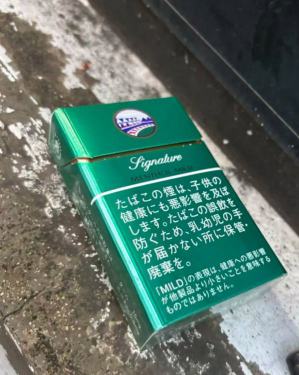 Signature
MENTHOL MILD
たばこの煙は、子供の
健康にも悪影響を及ぼ
します。たばこの誤飲を
防ぐため、乳幼児の手
が届かない所に保管・
廃棄を。
「MILD」の表現は、健康への悪影響
が他製品より小さいことを意味する
ものではありません。